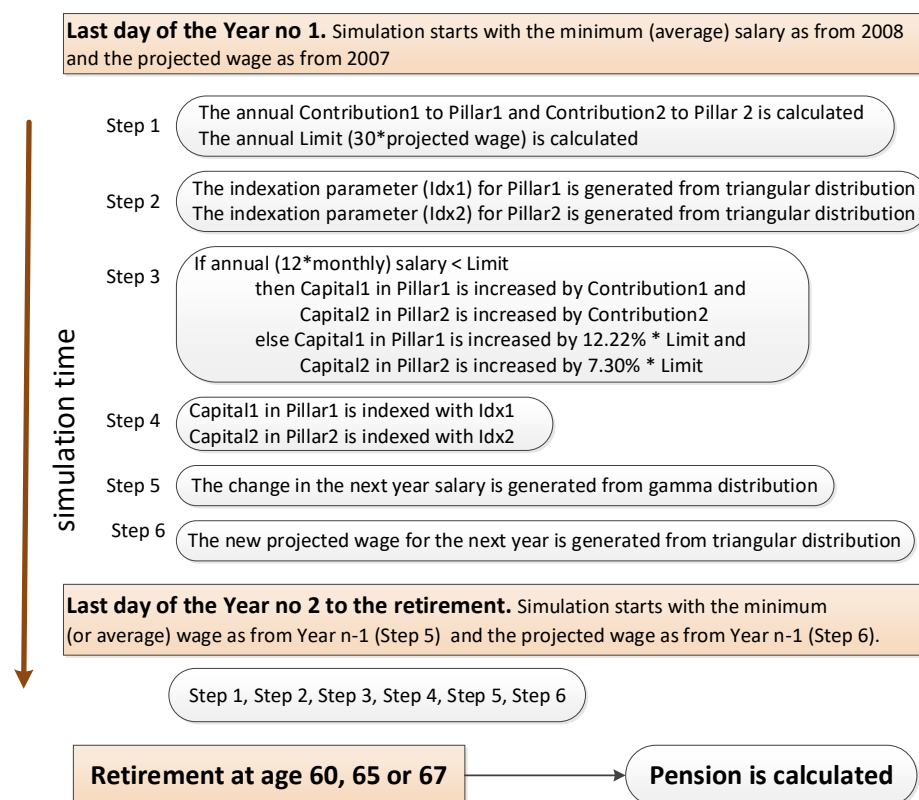 Last day of the Year no 1. Simulation starts with the minimum (average) salary as from 2008
and the projected wage as from 2007
Step 1
The annual Contribution1 to Pillar1 and Contribution2 to Pillar 2 is calculated
The annual Limit (30*projected wage) is calculated
Step 2
The indexation parameter (Idx1) for Pillar1 is generated from triangular distribution
The indexation parameter (Idx2) for Pillar2 is generated from triangular distribution
Step 3
If annual (12*monthly) salary < Limit
then Capital1 in Pillar1 is increased by Contribution1 and
Capital2 in Pillar2 is increased by Contribution2
else Capital1 in Pillar1 is increased by 12.22% * Limit and
Capital2 in Pillar2 is increased by 7.30% * Limit
Step 4
Capital1 in Pillar1 is indexed with Idx1
Capital2 in Pillar2 is indexed with Idx2
Step 5
The change in the next year salary is generated from gamma distribution
Step 6
The new projected wage for the next year is generated from triangular distribution
simulation time
Last day of the Year no 2 to the retirement. Simulation starts with the minimum
(or average) wage as from Year n-1 (Step 5) and the projected wage as from Year n-1 (Step 6).
Step 1, Step 2, Step 3, Step 4, Step 5, Step 6
Retirement at age 60, 65 or 67
Pension is calculated